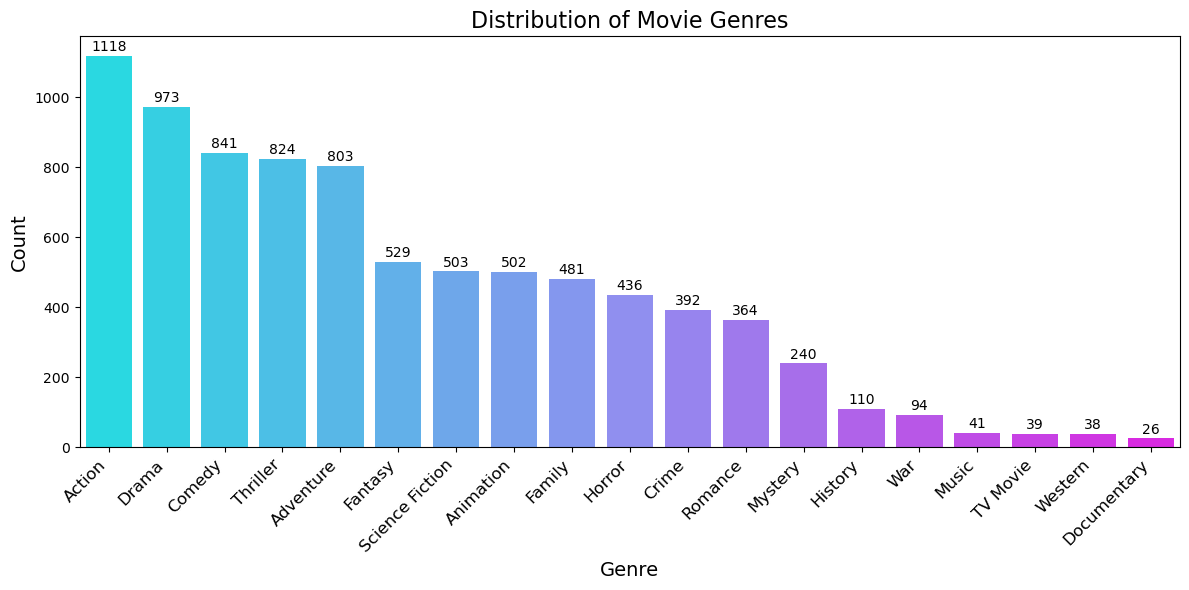 Distribution of Movie Genres
1118
973
841
824
803
529
503
502
481
436
392
364
240
110
94
41
39
38
26
Count
1000
800
600
400
200
0
Action
Drama
Comedy
Thriller
Adventure
Fantasy
Science Fiction
Animation
Family
Horror
Crime
Romance
Mystery
History
War
Music
TV Movie
Western
Documentary
Genre